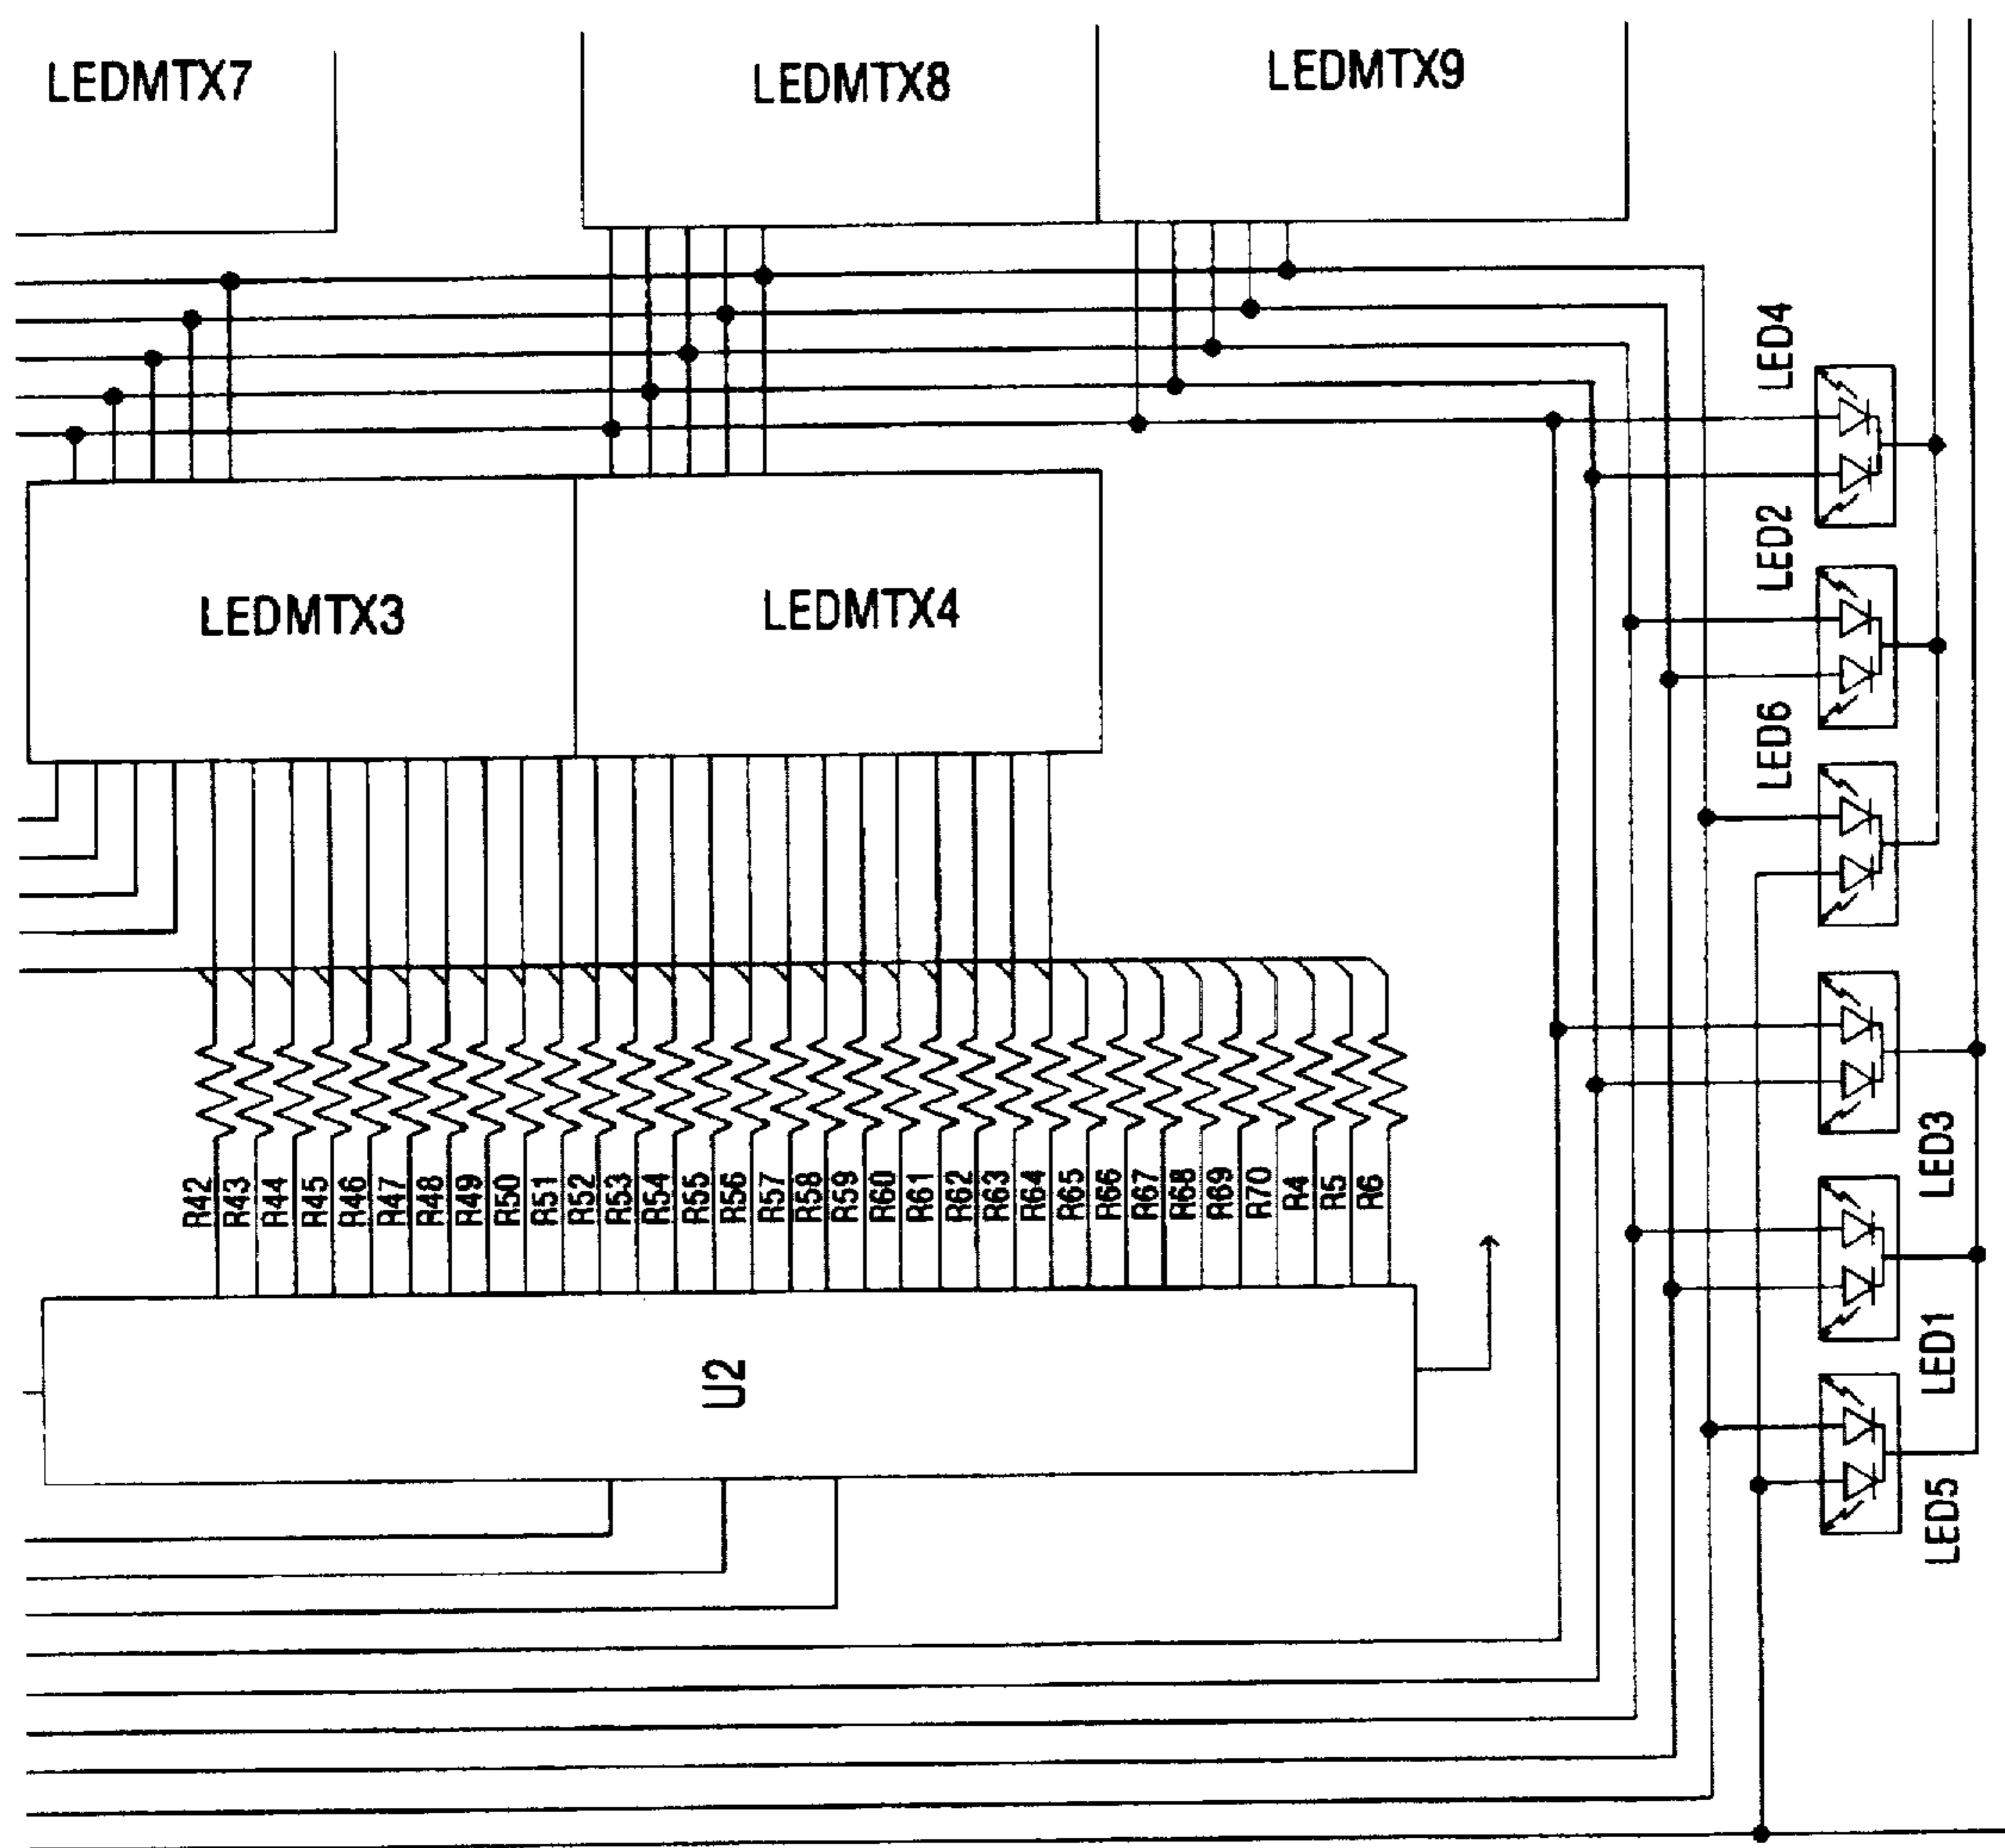 LEDMTX7
LEDMTX8
LEDMTX9
LED4
LED2
LEDMTX3
LEDMTX4
LED6
R42
R43
R44
R45
R46
R47
R48
R49
R50
R51
R52
R53
R54
R55
R56
R57
R58
R59
R60
R61
R62
R63
R64
R65
R66
R67
R68
R69
R70
R4
R5
R6
LED3
LED1
U2
LED5